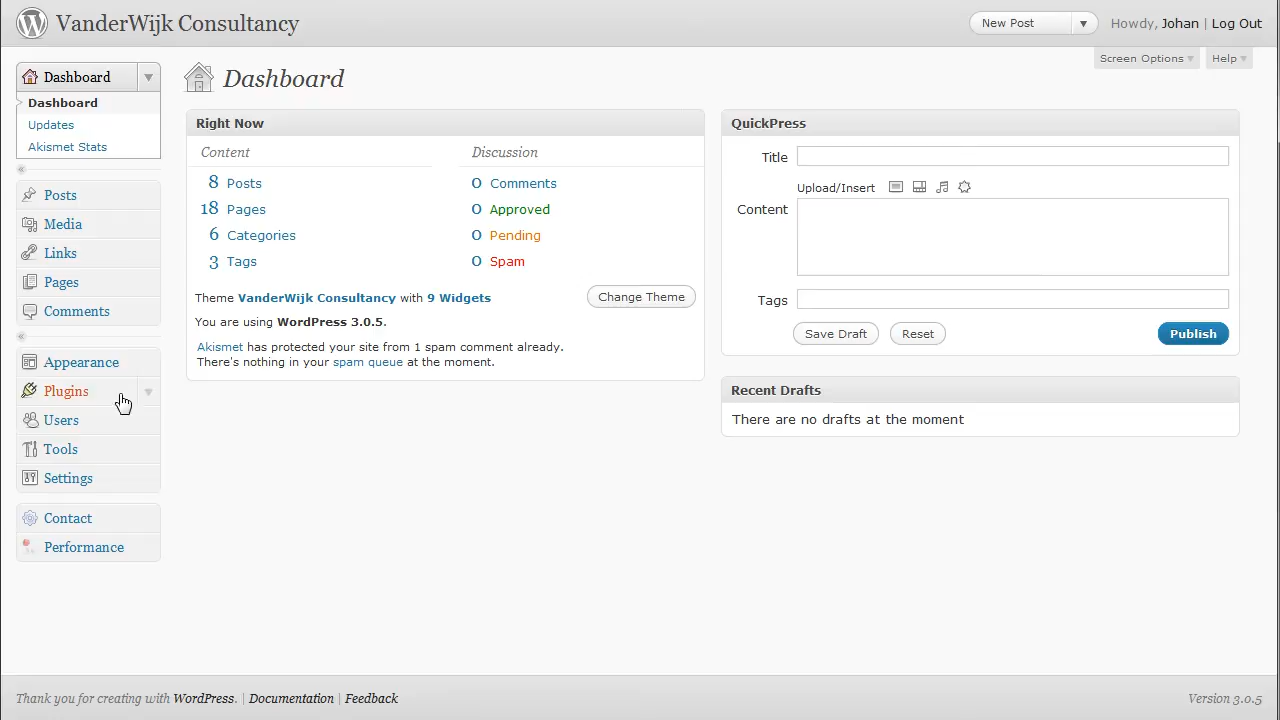 VanderWijk Consultancy
New Post
Howdy, Johan | Log Out
Screen Options
Help
Dashboard
Dashboard
Updates
Akismet Stats
Posts
Media
Links
Pages
Comments
Appearance
Plugins
Users
Tools
Settings
Contact
Performance
Dashboard
Right Now
Content
Discussion
8 Posts
0 Comments
18 Pages
0 Approved
6 Categories
0 Pending
3 Tags
0 Spam
Theme VanderWijk Consultancy with 9 Widgets
Change Theme
You are using WordPress 3.0.5.
Akismet has protected your site from 1 spam comment already.
There's nothing in your spam queue at the moment.
QuickPress
Title
Upload/Insert
Content
Tags
Save Draft
Reset
Publish
Recent Drafts
There are no drafts at the moment
Thank you for creating with WordPress. | Documentation | Feedback
Version 3.0.5